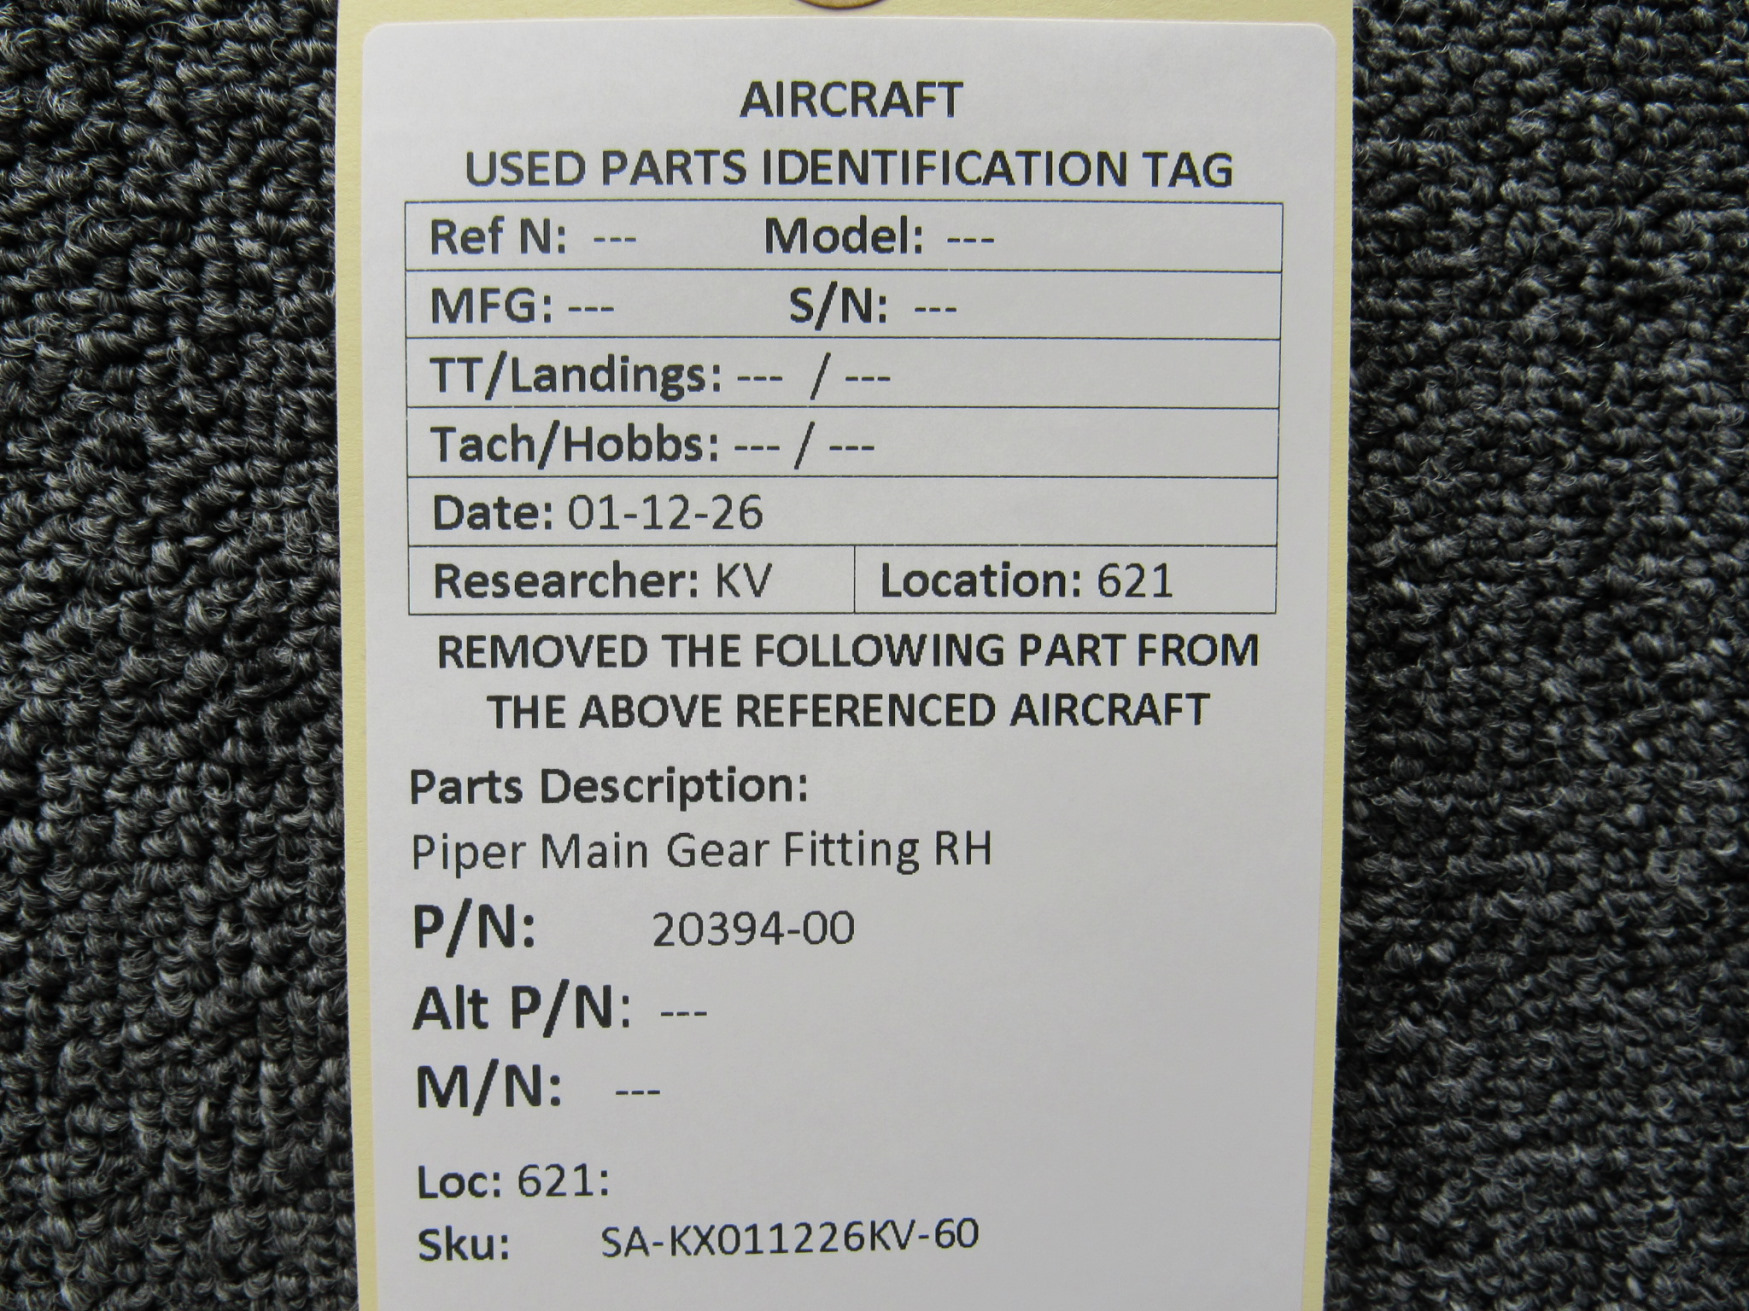 AIRCRAFT
USED PARTS IDENTIFICATION TAG
Ref N: --- Model: ---
MFG: --- S/N: ---
TT/Landings: --- / ---
Tach/Hobbs: --- / ---
Date: 01-12-26
Researcher: KV Location: 621
REMOVED THE FOLLOWING PART FROM
THE ABOVE REFERENCED AIRCRAFT
Parts Description:
Piper Main Gear Fitting RH
P/N: 20394-00
Alt P/N: ---
M/N: ---
Loc: 621:
Sku: SA-KX011226KV-60